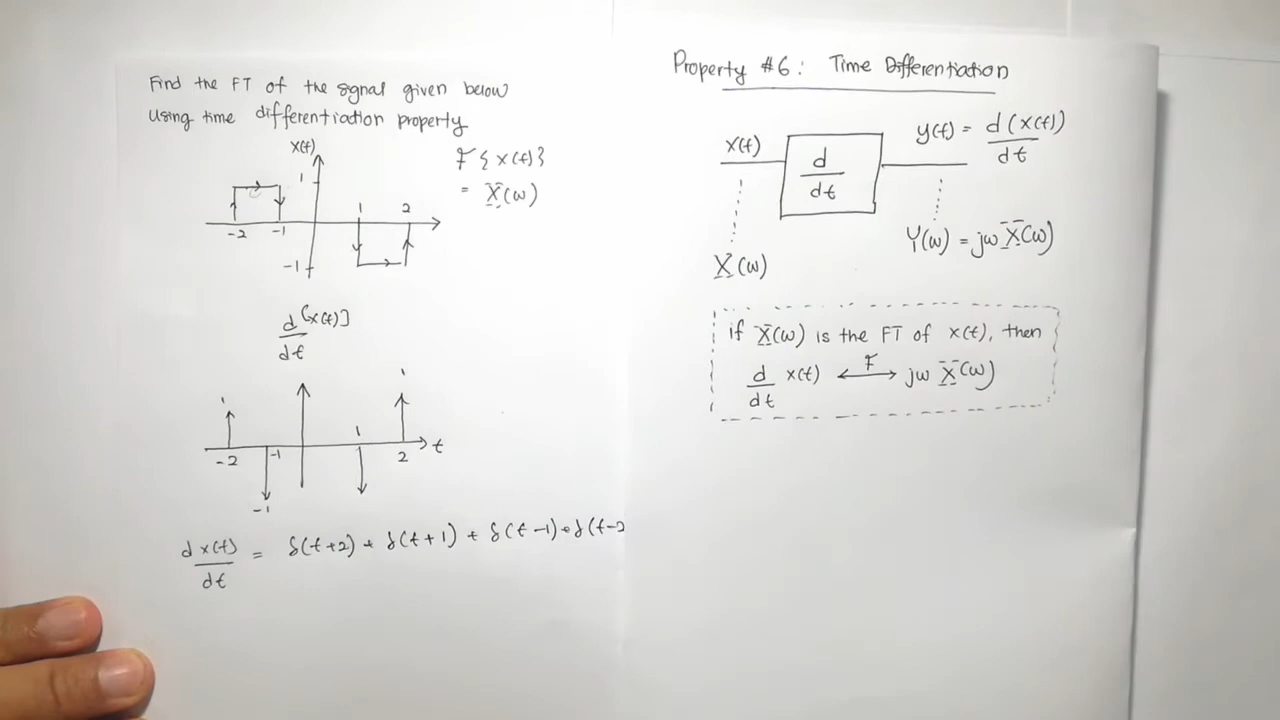 Find the FT of the signal given below
Using time differentiation property
x(t)
1
-2 -1 1 2
-1
F{x(t)}
= X(ω)
d/dt [x(t)]
1 1
-2 -1 1 2 t
-1
dx(t)/dt = δ(t+2) + δ(t+1) + δ(t-1) + δ(t-2
Property #6: Time Differentiation
x(t) d/dt y(t) = d(x(t))/dt
X(ω) Y(ω) = jω X(ω)
if X(ω) is the FT of x(t), then
d/dt x(t) ⟷F jω X(ω)